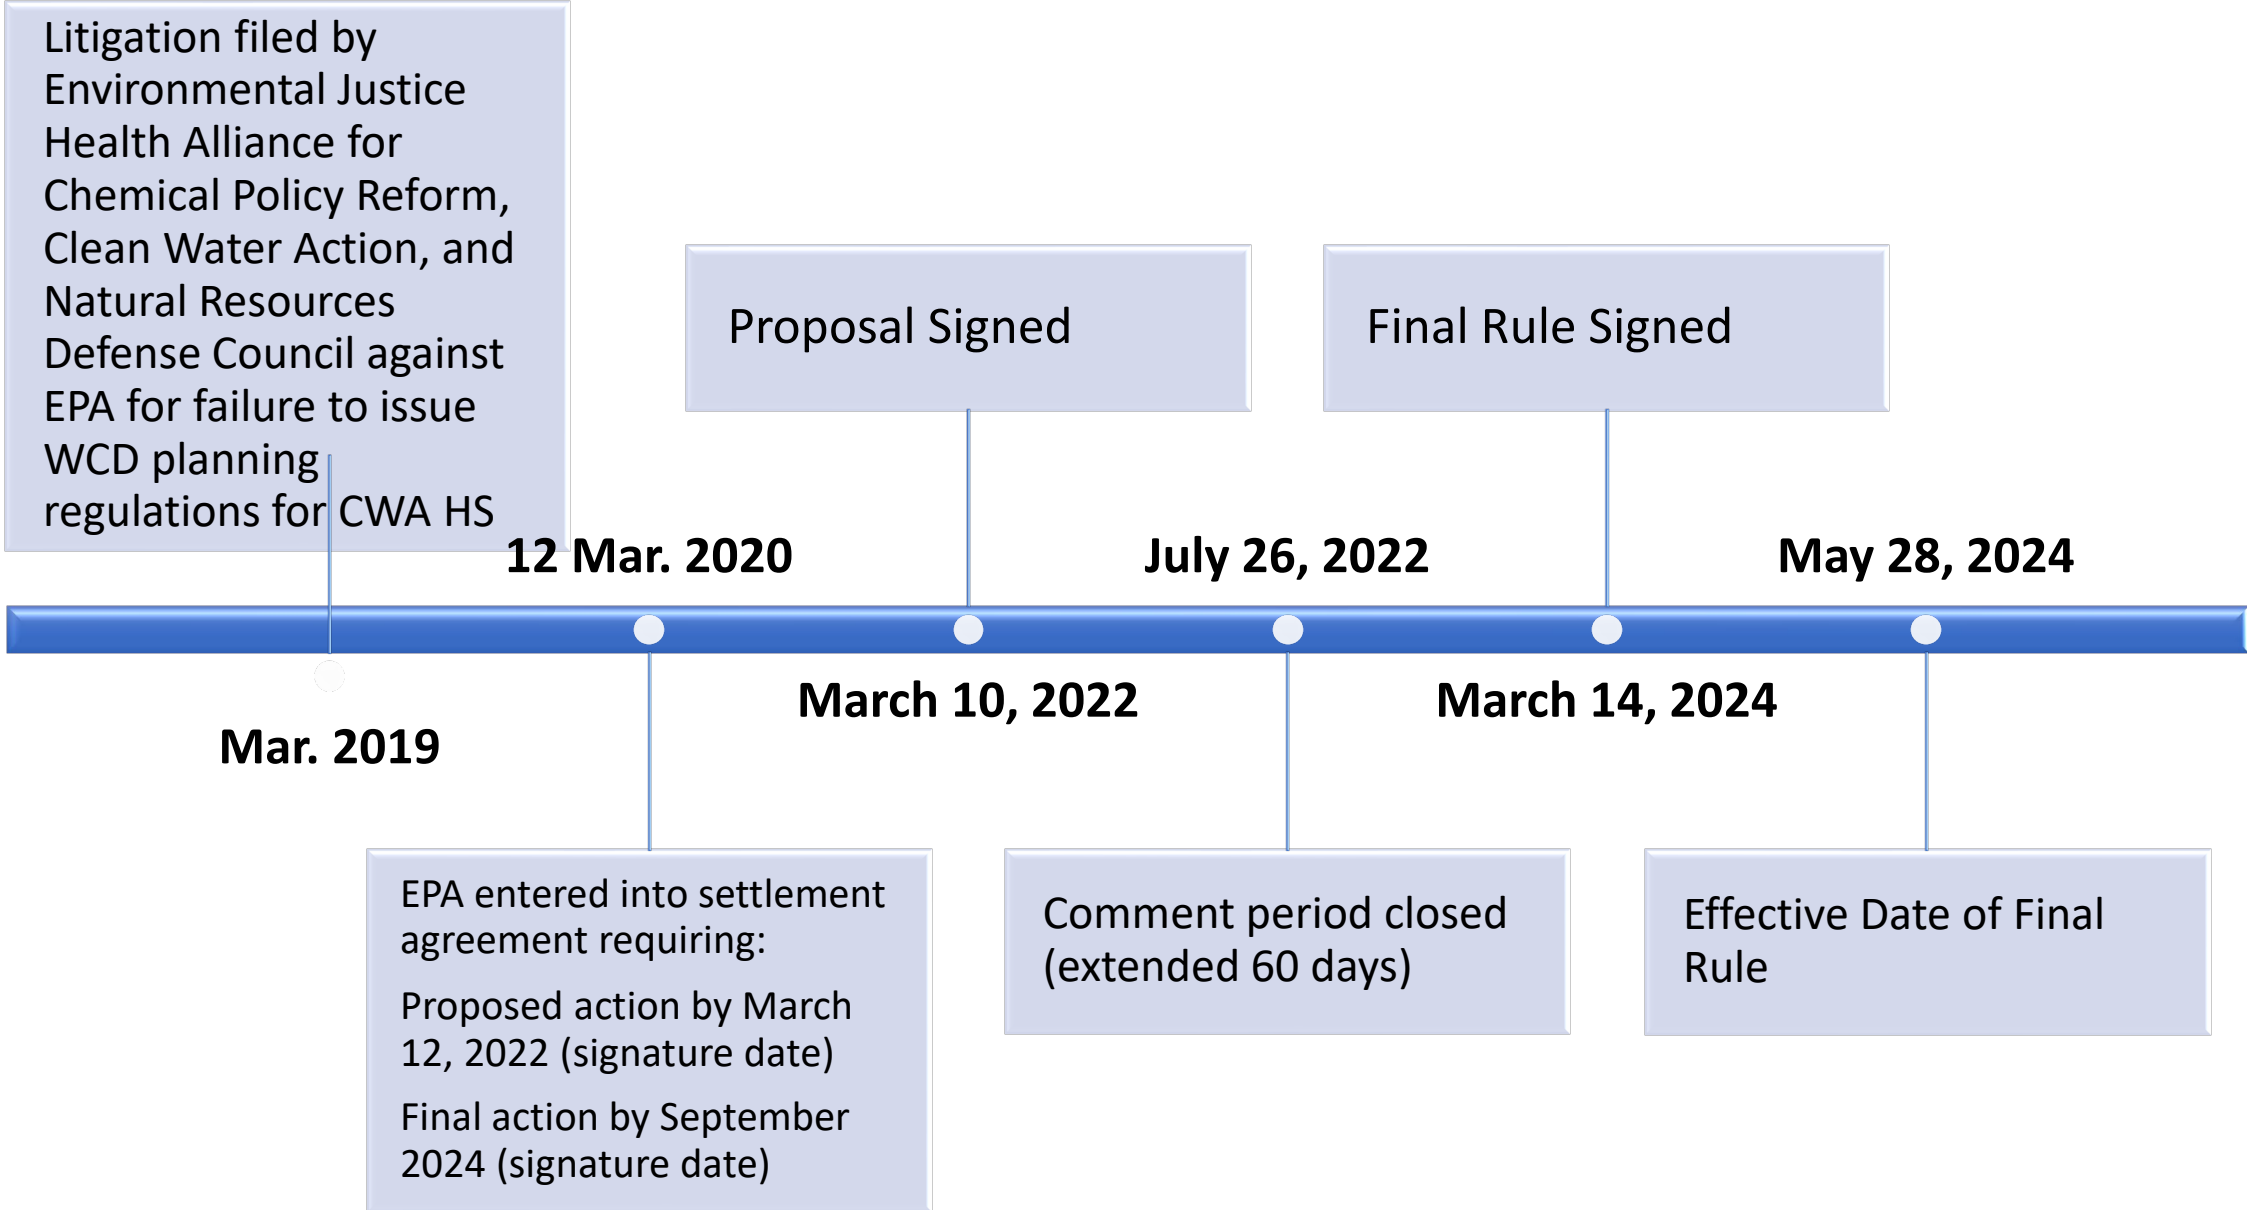 Litigation filed by
Environmental Justice
Health Alliance for
Chemical Policy Reform,
Clean Water Action, and
Natural Resources
Defense Council against
EPA for failure to issue
WCD planning
regulations for CWA HS
Mar. 2019
12 Mar. 2020
EPA entered into settlement
agreement requiring:
Proposed action by March
12, 2022 (signature date)
Final action by September
2024 (signature date)
Proposal Signed
March 10, 2022
July 26, 2022
Comment period closed
(extended 60 days)
Final Rule Signed
March 14, 2024
May 28, 2024
Effective Date of Final
Rule